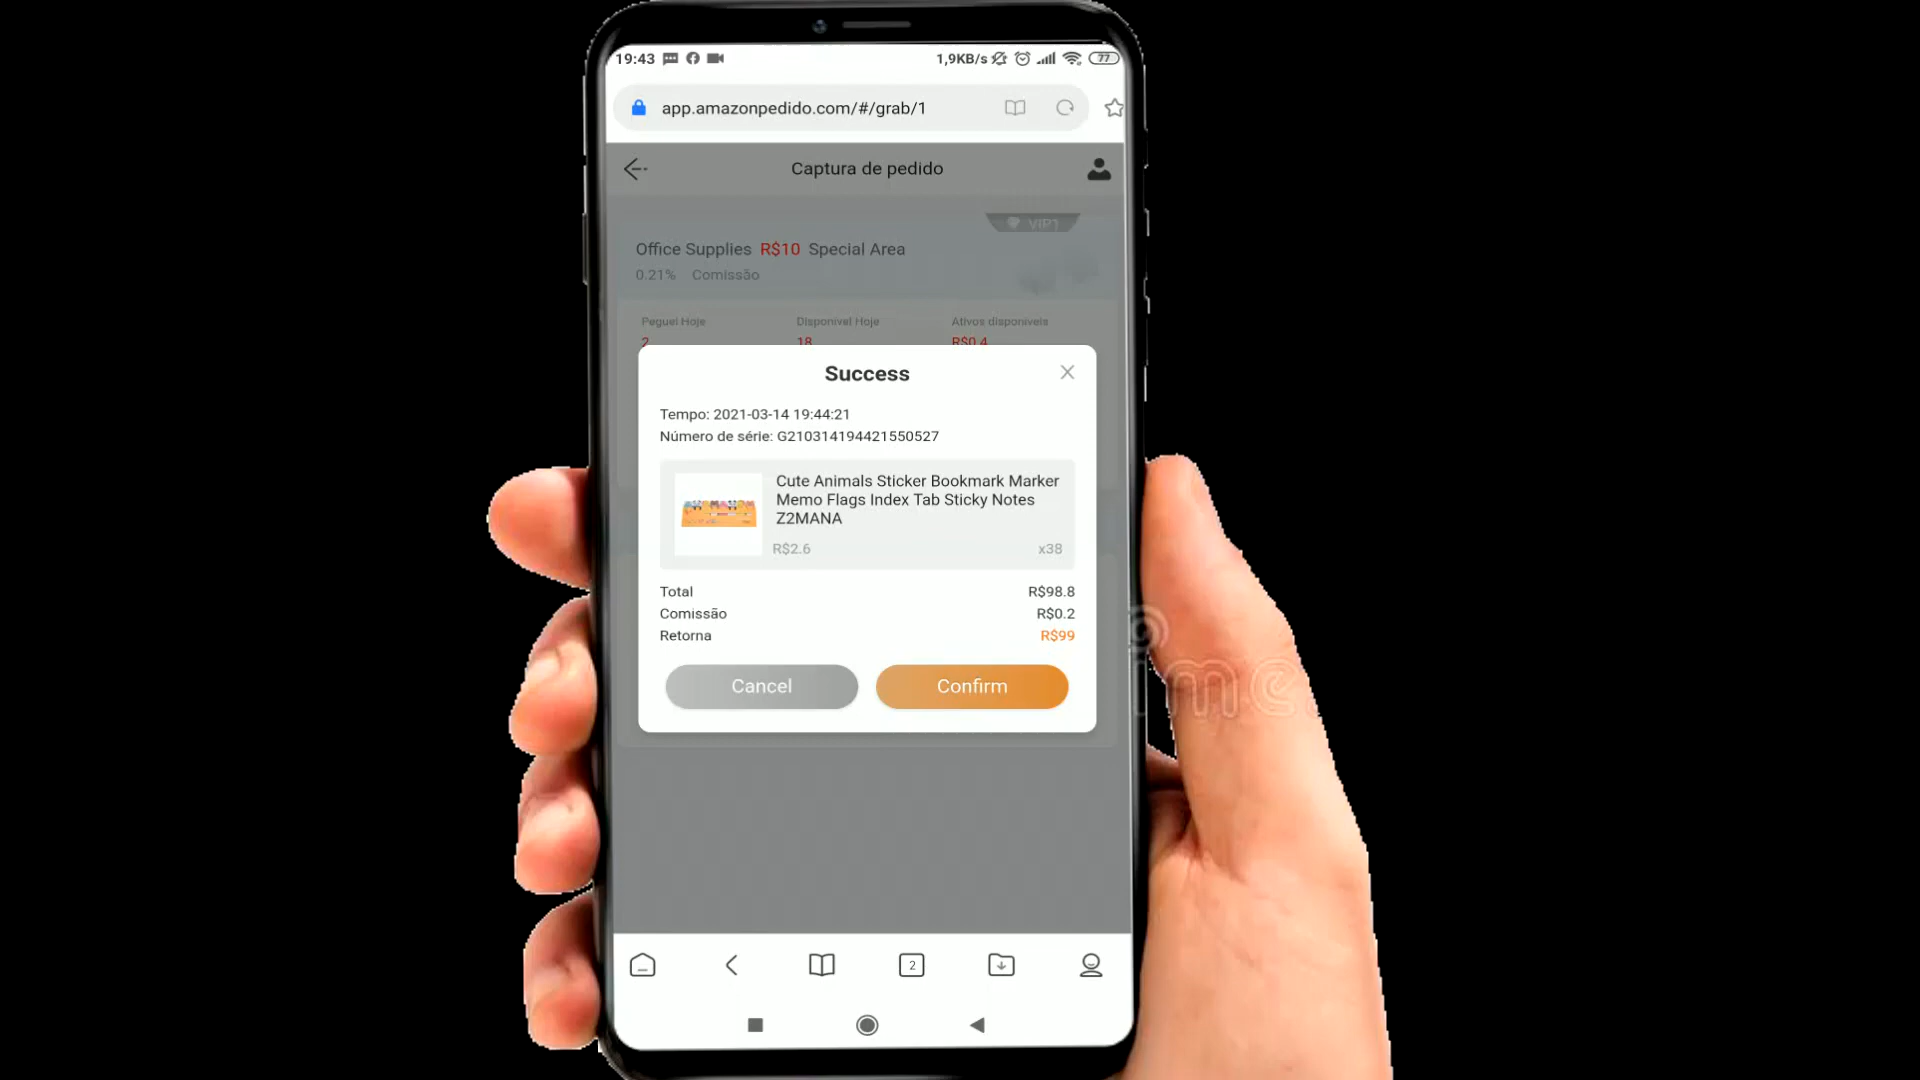 19:43
1,9KB/s
77
app.amazonpedido.com/#/grab/1
Captura de pedido
VIP1
Office Supplies R$10 Special Area
0.21% Comissão
Peguei Hoje Disponível Hoje Ativos disponíveis
2 18 R$0.4
Success
Tempo: 2021-03-14 19:44:21
Número de série: G210314194421550527
Cute Animals Sticker Bookmark Marker
Memo Flags Index Tab Sticky Notes
Z2MANA
R$2.6 x38
Total R$98.8
Comissão R$0.2
Retorna R$99
Cancel Confirm
2